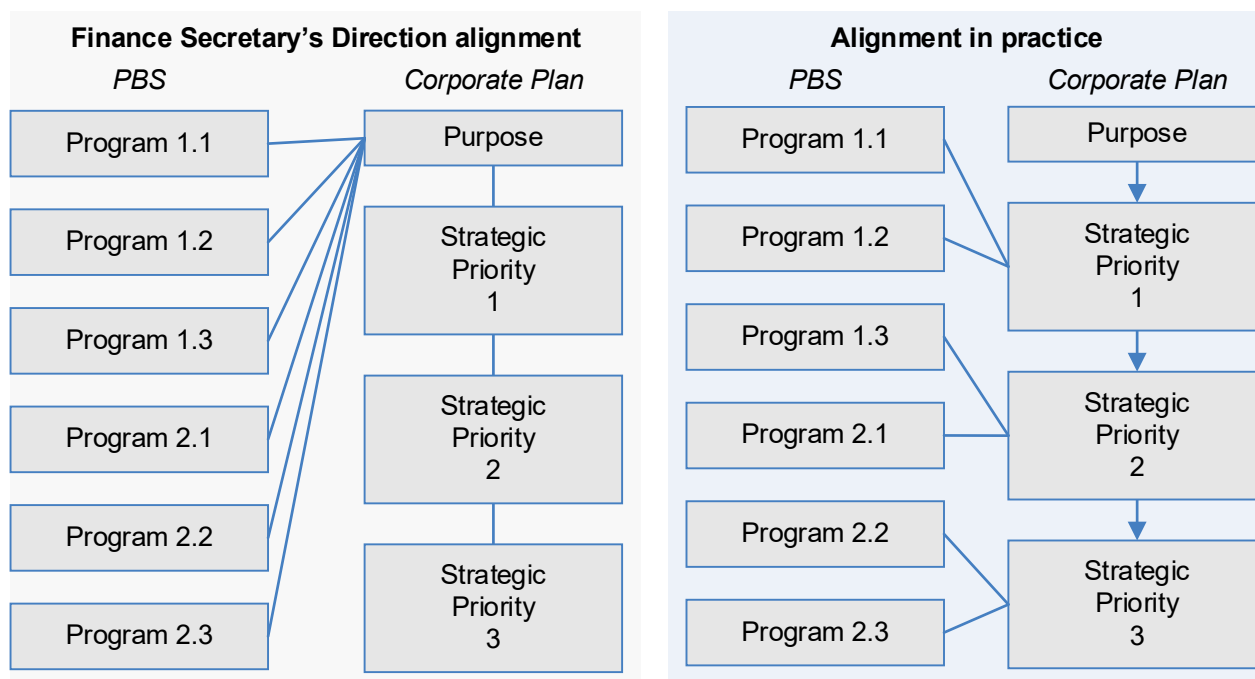 Finance Secretary’s Direction alignment
PBS
Corporate Plan
Program 1.1
Program 1.2
Program 1.3
Program 2.1
Program 2.2
Program 2.3
Purpose
Strategic
Priority
1
Strategic
Priority
2
Strategic
Priority
3
Alignment in practice
PBS
Corporate Plan
Program 1.1
Program 1.2
Program 1.3
Program 2.1
Program 2.2
Program 2.3
Purpose
Strategic
Priority
1
Strategic
Priority
2
Strategic
Priority
3